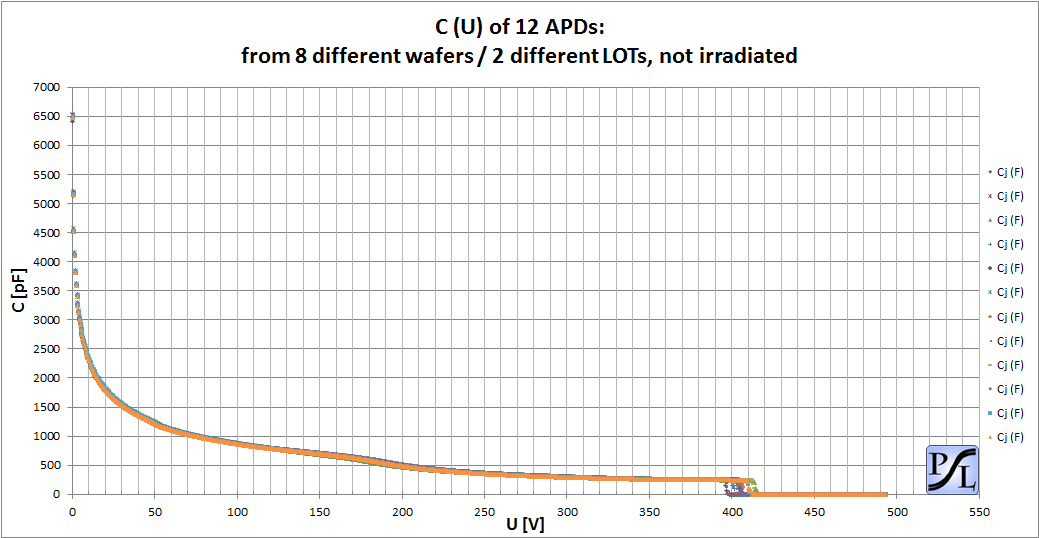 C (U) of 12 APDs:
from 8 different wafers / 2 different LOTs, not irradiated
7000
6500
6000
5500
5000
4500
4000
3500
3000
2500
2000
1500
1000
500
0
C [pF]
0
50
100
150
200
250
300
350
400
450
500
550
U [V]
Cj (F)
Cj (F)
Cj (F)
Cj (F)
Cj (F)
Cj (F)
Cj (F)
Cj (F)
Cj (F)
Cj (F)
Cj (F)
Cj (F)
PSL